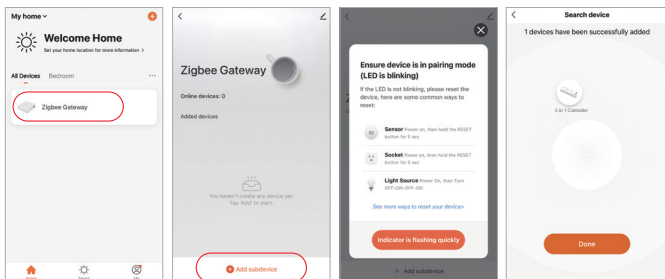 My home
Welcome Home
Set your home location for more information >
All Devices Bedroom ...
Zigbee Gateway
Home
Smart
Me
Zigbee Gateway
Online devices: 0
Added devices
You haven't create any device yet.
Tap 'Add' to start.
Add subdevice
Ensure device is in pairing mode
(LED is blinking)
If the LED is not blinking, please reset the
device, here are some common ways to
reset:
Sensor Power on, then hold the RESET
button for 5 sec
Socket Power on, then hold the RESET
button for 5 sec
Light Source Power On, then Turn
OFF-ON-OFF-ON
See more ways to reset your device>
Indicator is flashing quickly
+ Add subdevice
Search device
1 devices have been successfully added
5 in 1 Controller
Done